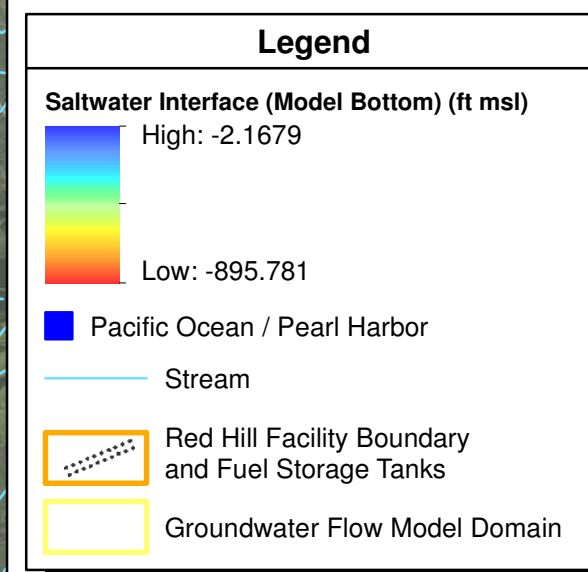 Legend
Saltwater Interface (Model Bottom) (ft msl)
High: -2.1679
Low: -895.781
Pacific Ocean / Pearl Harbor
Stream
Red Hill Facility Boundary
and Fuel Storage Tanks
Groundwater Flow Model Domain